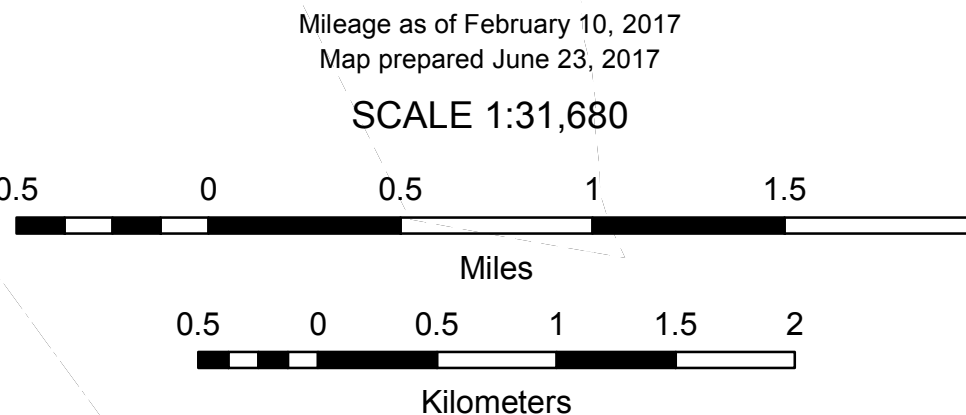 Mileage as of February 10, 2017
Map prepared June 23, 2017
SCALE 1:31,680
0.5 0 0.5 1 1.5
Miles
0.5 0 0.5 1 1.5 2
Kilometers